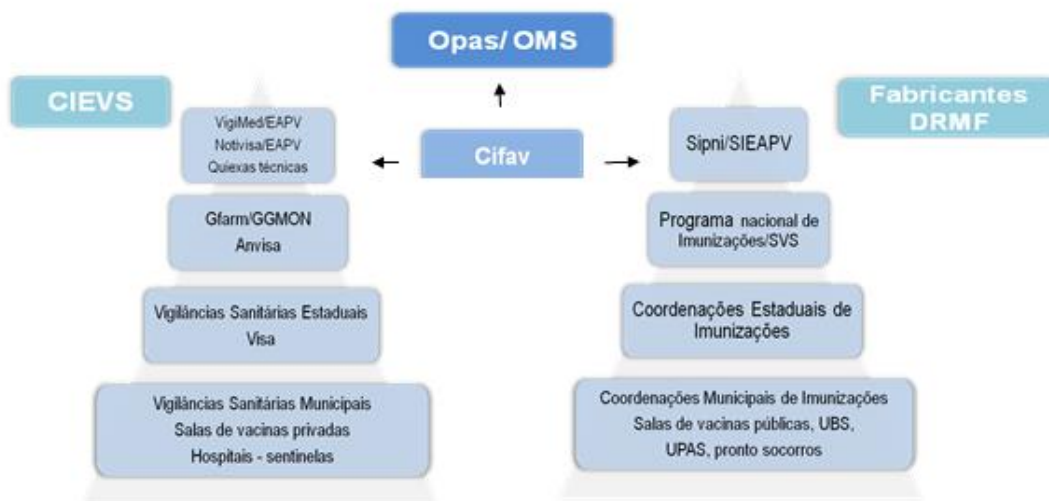 Opas/ OMS
CIEVS
Fabricantes
DRMF
VigiMed/EAPV
Notivisa/EAPV
Quiexas técnicas
Cifav
Sipni/SIEAPV
Gfarm/GGMON
Anvisa
Programa nacional de
Imunizações/SVS
Vigilâncias Sanitárias Estaduais
Visa
Coordenações Estaduais de
Imunizações
Vigilâncias Sanitárias Municipais
Salas de vacinas privadas
Hospitais - sentinelas
Coordenações Municipais de Imunizações
Salas de vacinas públicas, UBS,
UPAS, pronto socorros